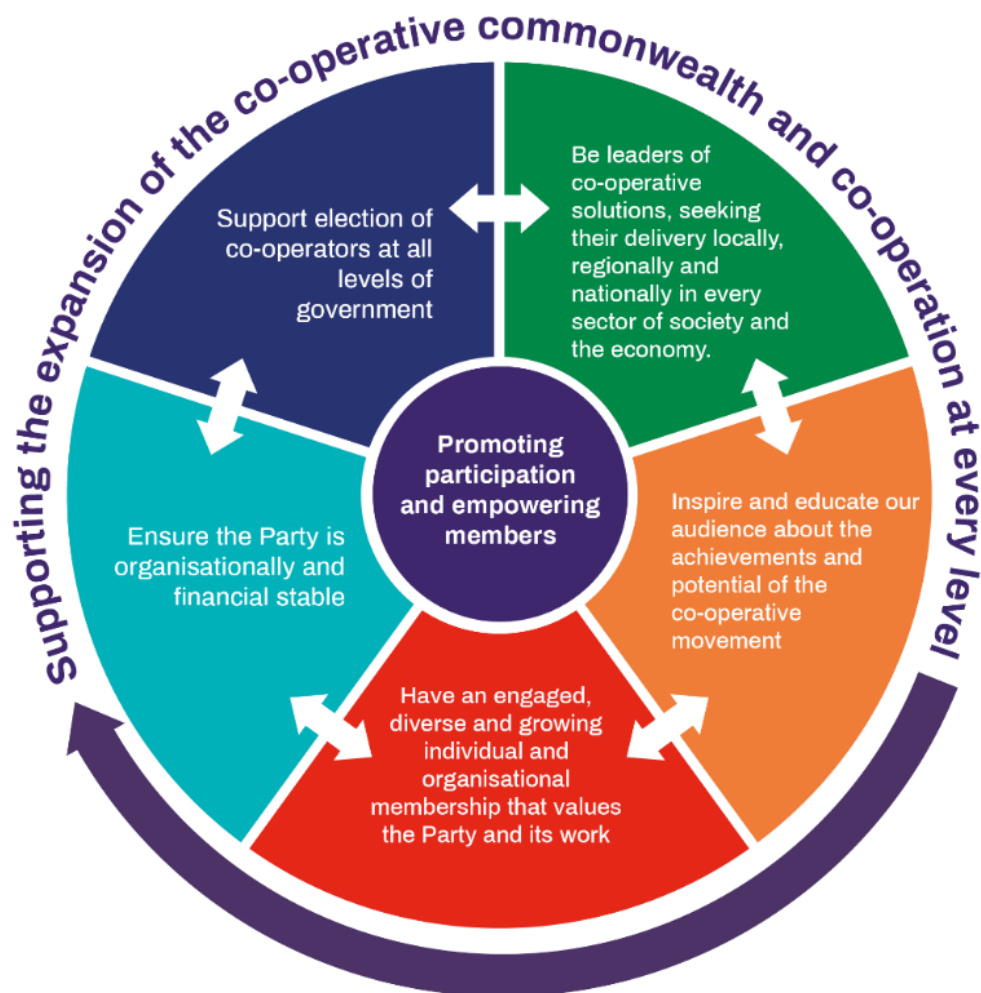 Supporting the expansion of the co-operative commonwealth and co-operation at every level
Support election of
co-operators at all
levels of
government
Be leaders of
co-operative
solutions, seeking
their delivery locally,
regionally and
nationally in every
sector of society and
the economy.
Promoting
participation
and empowering
members
Inspire and educate our
audience about the
achievements and
potential of the
co-operative
movement
Ensure the Party is
organisationally and
financial stable
Have an engaged,
diverse and growing
individual and
organisational
membership that values
the Party and its work